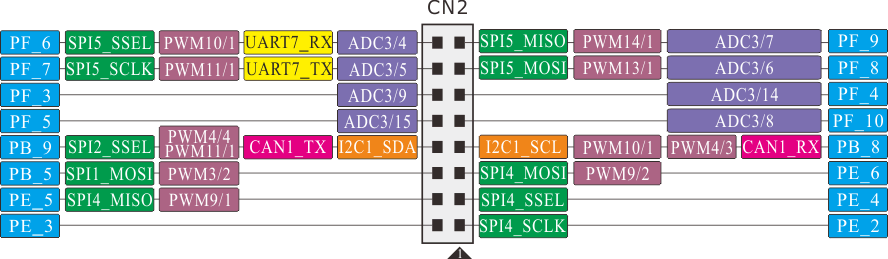 CN2
PF_6 SPI5_SSEL PWM10/1 UART7_RX ADC3/4 SPI5_MISO PWM14/1 ADC3/7 PF_9
PF_7 SPI5_SCLK PWM11/1 UART7_TX ADC3/5 SPI5_MOSI PWM13/1 ADC3/6 PF_8
PF_3 ADC3/9 ADC3/14 PF_4
PF_5 ADC3/15 ADC3/8 PF_10
PB_9 SPI2_SSEL PWM4/4 PWM11/1 CAN1_TX I2C1_SDA I2C1_SCL PWM10/1 PWM4/3 CAN1_RX PB_8
PB_5 SPI1_MOSI PWM3/2 SPI4_MOSI PWM9/2 PE_6
PE_5 SPI4_MISO PWM9/1 SPI4_SSEL PE_4
PE_3 SPI4_SCLK PE_2
1